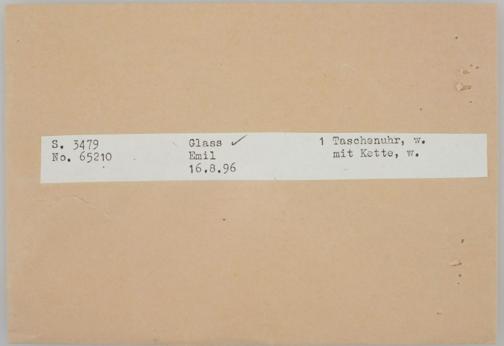 S. 3479 Glass ✓ 1 Taschenuhr, w.
No. 65210 Emil mit Kette, w.
16.8.96